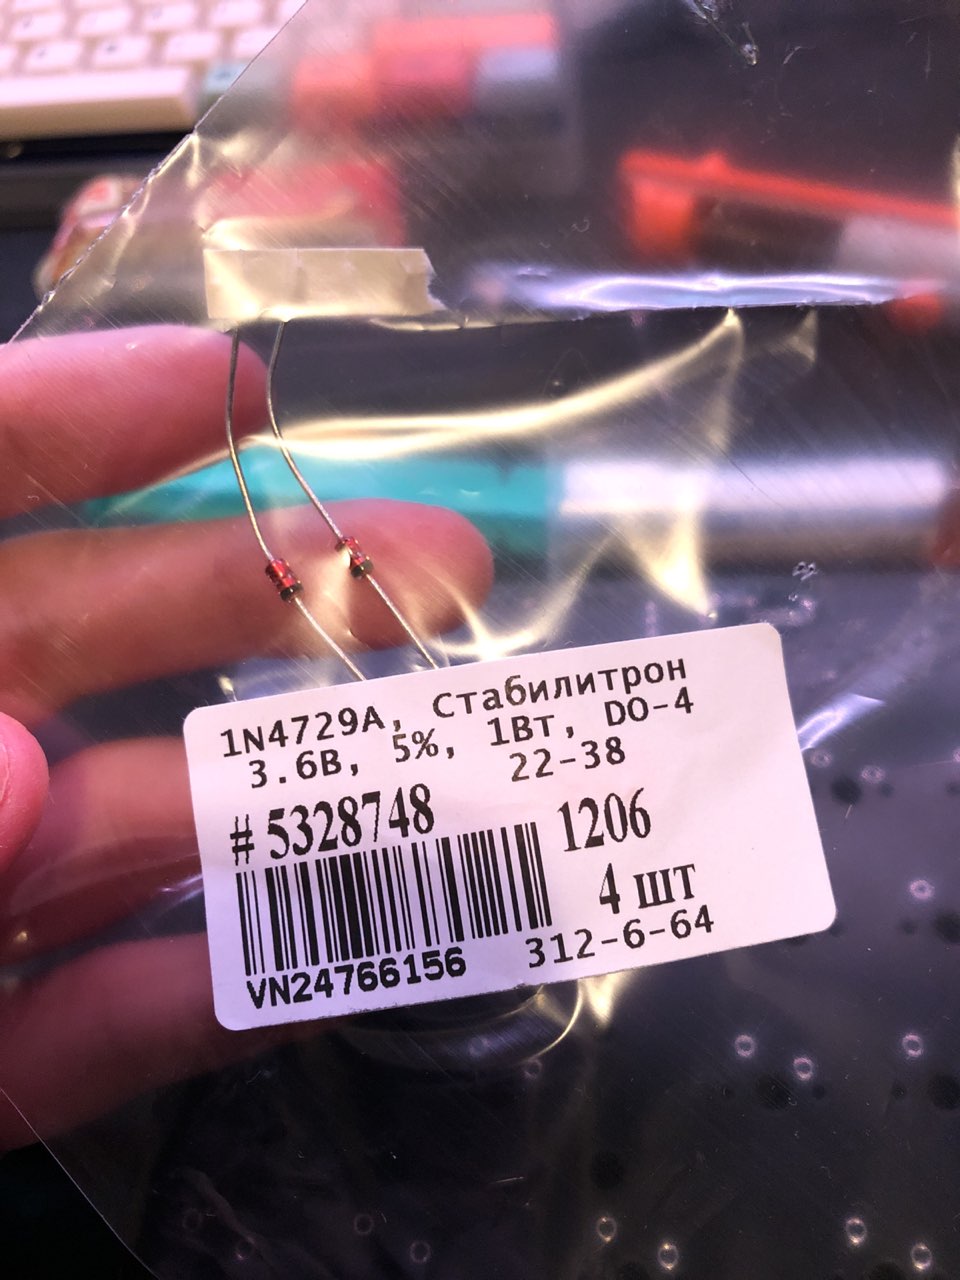 1N4729A, Стабилитрон
3.6В, 5%, 1Вт, DO-4
22-38
#5328748
1206
4 ШТ
VN24766156
312-6-64